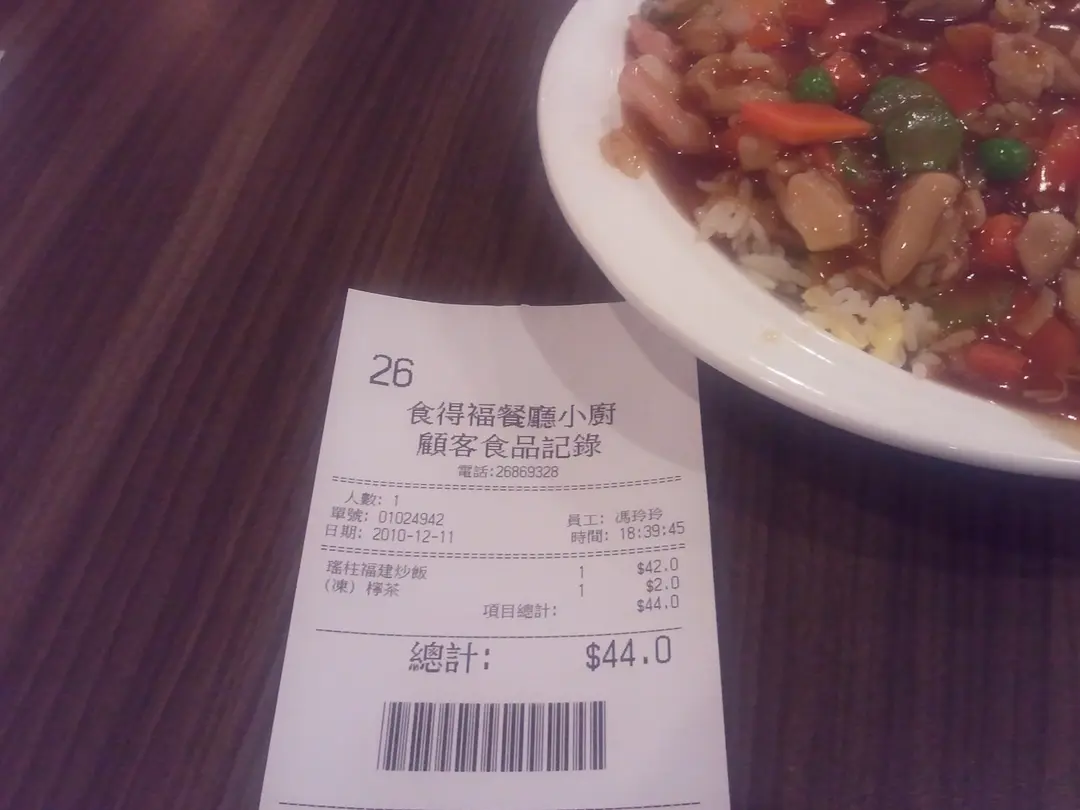 26
食得福餐廳小廚
顧客食品記錄
電話:26869328
人數: 1
單號: 01024942 員工: 馮玲玲
日期: 2010-12-11 時間: 18:39:45
瑤柱福建炒飯 1 $42.0
(凍) 檸茶 1 $2.0
項目總計: $44.0
總計: $44.0